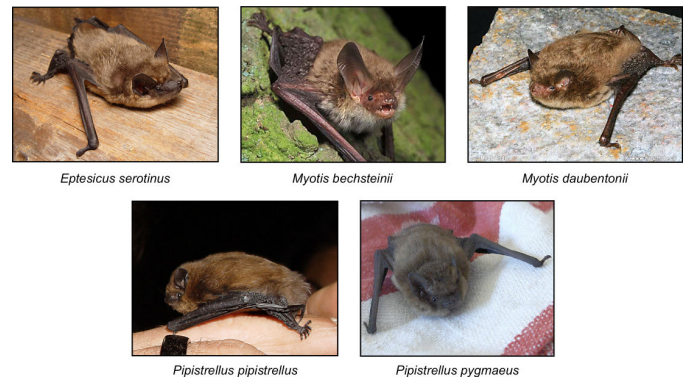 Eptesicus serotinus
Myotis bechsteinii
Myotis daubentonii
Pipistrellus pipistrellus
Pipistrellus pygmaeus